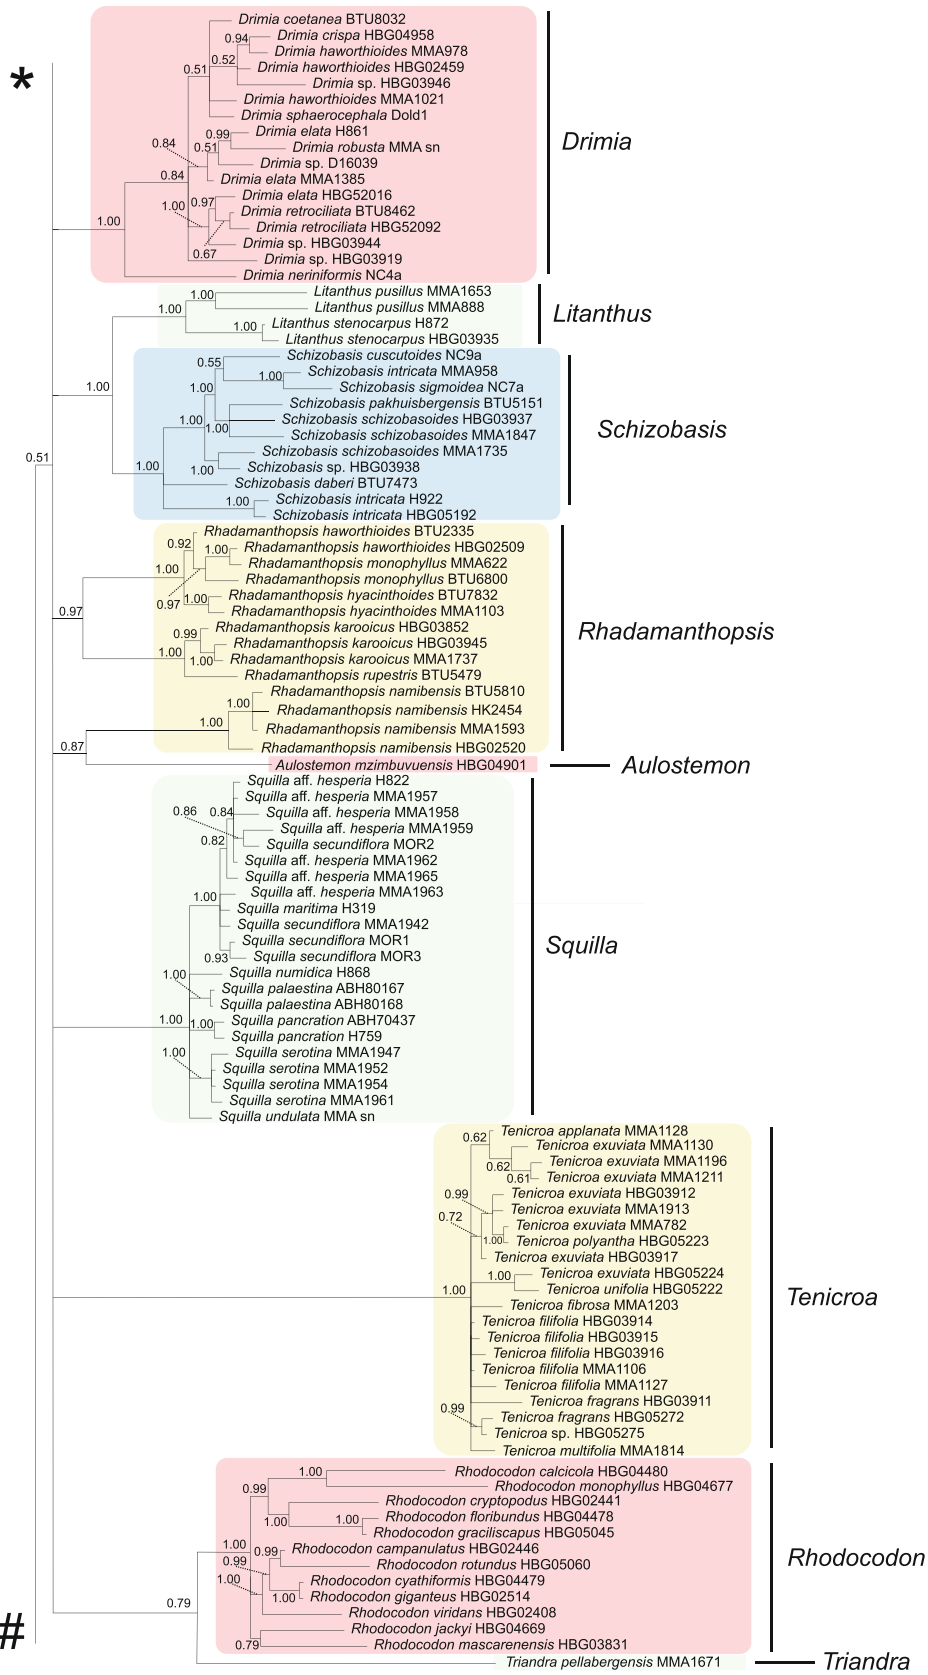 *
Drimia coetanea BTU8032
0.94 Drimia crispa HBG04958
Drimia haworthioides MMA978
0.51 0.52 Drimia haworthioides HBG02459
Drimia sp. HBG03946
Drimia haworthioides MMA1021
Drimia sphaerocephala Dold1
0.99 Drimia elata H861
Drimia
0.84 0.51 Drimia robusta MMA sn
Drimia sp. D16039
0.84 Drimia elata MMA1385
0.97 Drimia elata HBG52016
1.00 Drimia retrociliata BTU8462
1.00 Drimia retrociliata HBG52092
Drimia sp. HBG03944
0.67 Drimia sp. HBG03919
Drimia neriniformis NC4a
1.00 Litanthus pusillus MMA1653
1.00 Litanthus pusillus MMA888
Litanthus
1.00 Litanthus stenocarpus H872
Litanthus stenocarpus HBG03935
0.55 Schizobasis cuscutoides NC9a
1.00 Schizobasis intricata MMA958
1.00 1.00 Schizobasis sigmoidea NC7a
Schizobasis pakhuisbergensis BTU5151
1.00 1.00 Schizobasis schizobasoides HBG03937
Schizobasis
Schizobasis schizobasoides MMA1847
Schizobasis schizobasoides MMA1735
0.51 1.00 1.00 Schizobasis sp. HBG03938
Schizobasis daberi BTU7473
1.00 Schizobasis intricata H922
Schizobasis intricata HBG05192
Rhadamanthopsis haworthioides BTU2335
0.92 1.00 Rhadamanthopsis haworthioides HBG02509
Rhadamanthopsis monophyllus MMA622
1.00 Rhadamanthopsis monophyllus BTU6800
0.97 1.00 Rhadamanthopsis hyacinthoides BTU7832
0.97 Rhadamanthopsis hyacinthoides MMA1103
0.99 Rhadamanthopsis karooicus HBG03852
Rhadamanthopsis
Rhadamanthopsis karooicus HBG03945
1.00 1.00 Rhadamanthopsis karooicus MMA1737
Rhadamanthopsis rupestris BTU5479
Rhadamanthopsis namibensis BTU5810
1.00 Rhadamanthopsis namibensis HK2454
1.00 Rhadamanthopsis namibensis MMA1593
0.87 Rhadamanthopsis namibensis HBG02520
Aulostemon mzimbuvuensis HBG04901
Aulostemon
Squilla aff. hesperia H822
Squilla aff. hesperia MMA1957
0.86 0.84 Squilla aff. hesperia MMA1958
Squilla aff. hesperia MMA1959
0.82 Squilla secundiflora MOR2
Squilla aff. hesperia MMA1962
Squilla aff. hesperia MMA1965
1.00 Squilla aff. hesperia MMA1963
Squilla maritima H319
Squilla secundiflora MMA1942
Squilla secundiflora MOR1
Squilla
0.93 Squilla secundiflora MOR3
1.00 Squilla numidica H868
Squilla palaestina ABH80167
Squilla palaestina ABH80168
1.00 1.00 Squilla pancration ABH70437
Squilla pancration H759
1.00 Squilla serotina MMA1947
Squilla serotina MMA1952
Squilla serotina MMA1954
Squilla serotina MMA1961
Squilla undulata MMA sn
0.62 Tenicroa applanata MMA1128
Tenicroa exuviata MMA1130
0.62 Tenicroa exuviata MMA1196
0.61 Tenicroa exuviata MMA1211
0.99 Tenicroa exuviata HBG03912
Tenicroa exuviata MMA1913
0.72 Tenicroa exuviata MMA782
1.00 Tenicroa polyantha HBG05223
Tenicroa exuviata HBG03917
1.00 Tenicroa exuviata HBG05224
1.00 Tenicroa unifolia HBG05222
Tenicroa
Tenicroa fibrosa MMA1203
Tenicroa filifolia HBG03914
Tenicroa filifolia HBG03915
Tenicroa filifolia HBG03916
Tenicroa filifolia MMA1106
Tenicroa filifolia MMA1127
0.99 Tenicroa fragrans HBG03911
Tenicroa fragrans HBG05272
Tenicroa sp. HBG05275
Tenicroa multifolia MMA1814
1.00 Rhodocodon calcicola HBG04480
0.99 Rhodocodon monophyllus HBG04677
Rhodocodon cryptopodus HBG02441
1.00 1.00 Rhodocodon floribundus HBG04478
Rhodocodon graciliscapus HBG05045
1.00 0.99 Rhodocodon campanulatus HBG02446
Rhodocodon
0.99 Rhodocodon rotundus HBG05060
1.00 Rhodocodon cyathiformis HBG04479
1.00 Rhodocodon giganteus HBG02514
0.79 Rhodocodon viridans HBG02408
Rhodocodon jackyi HBG04669
# 0.79 Rhodocodon mascarenensis HBG03831
Triandra pellabergensis MMA1671
Triandra